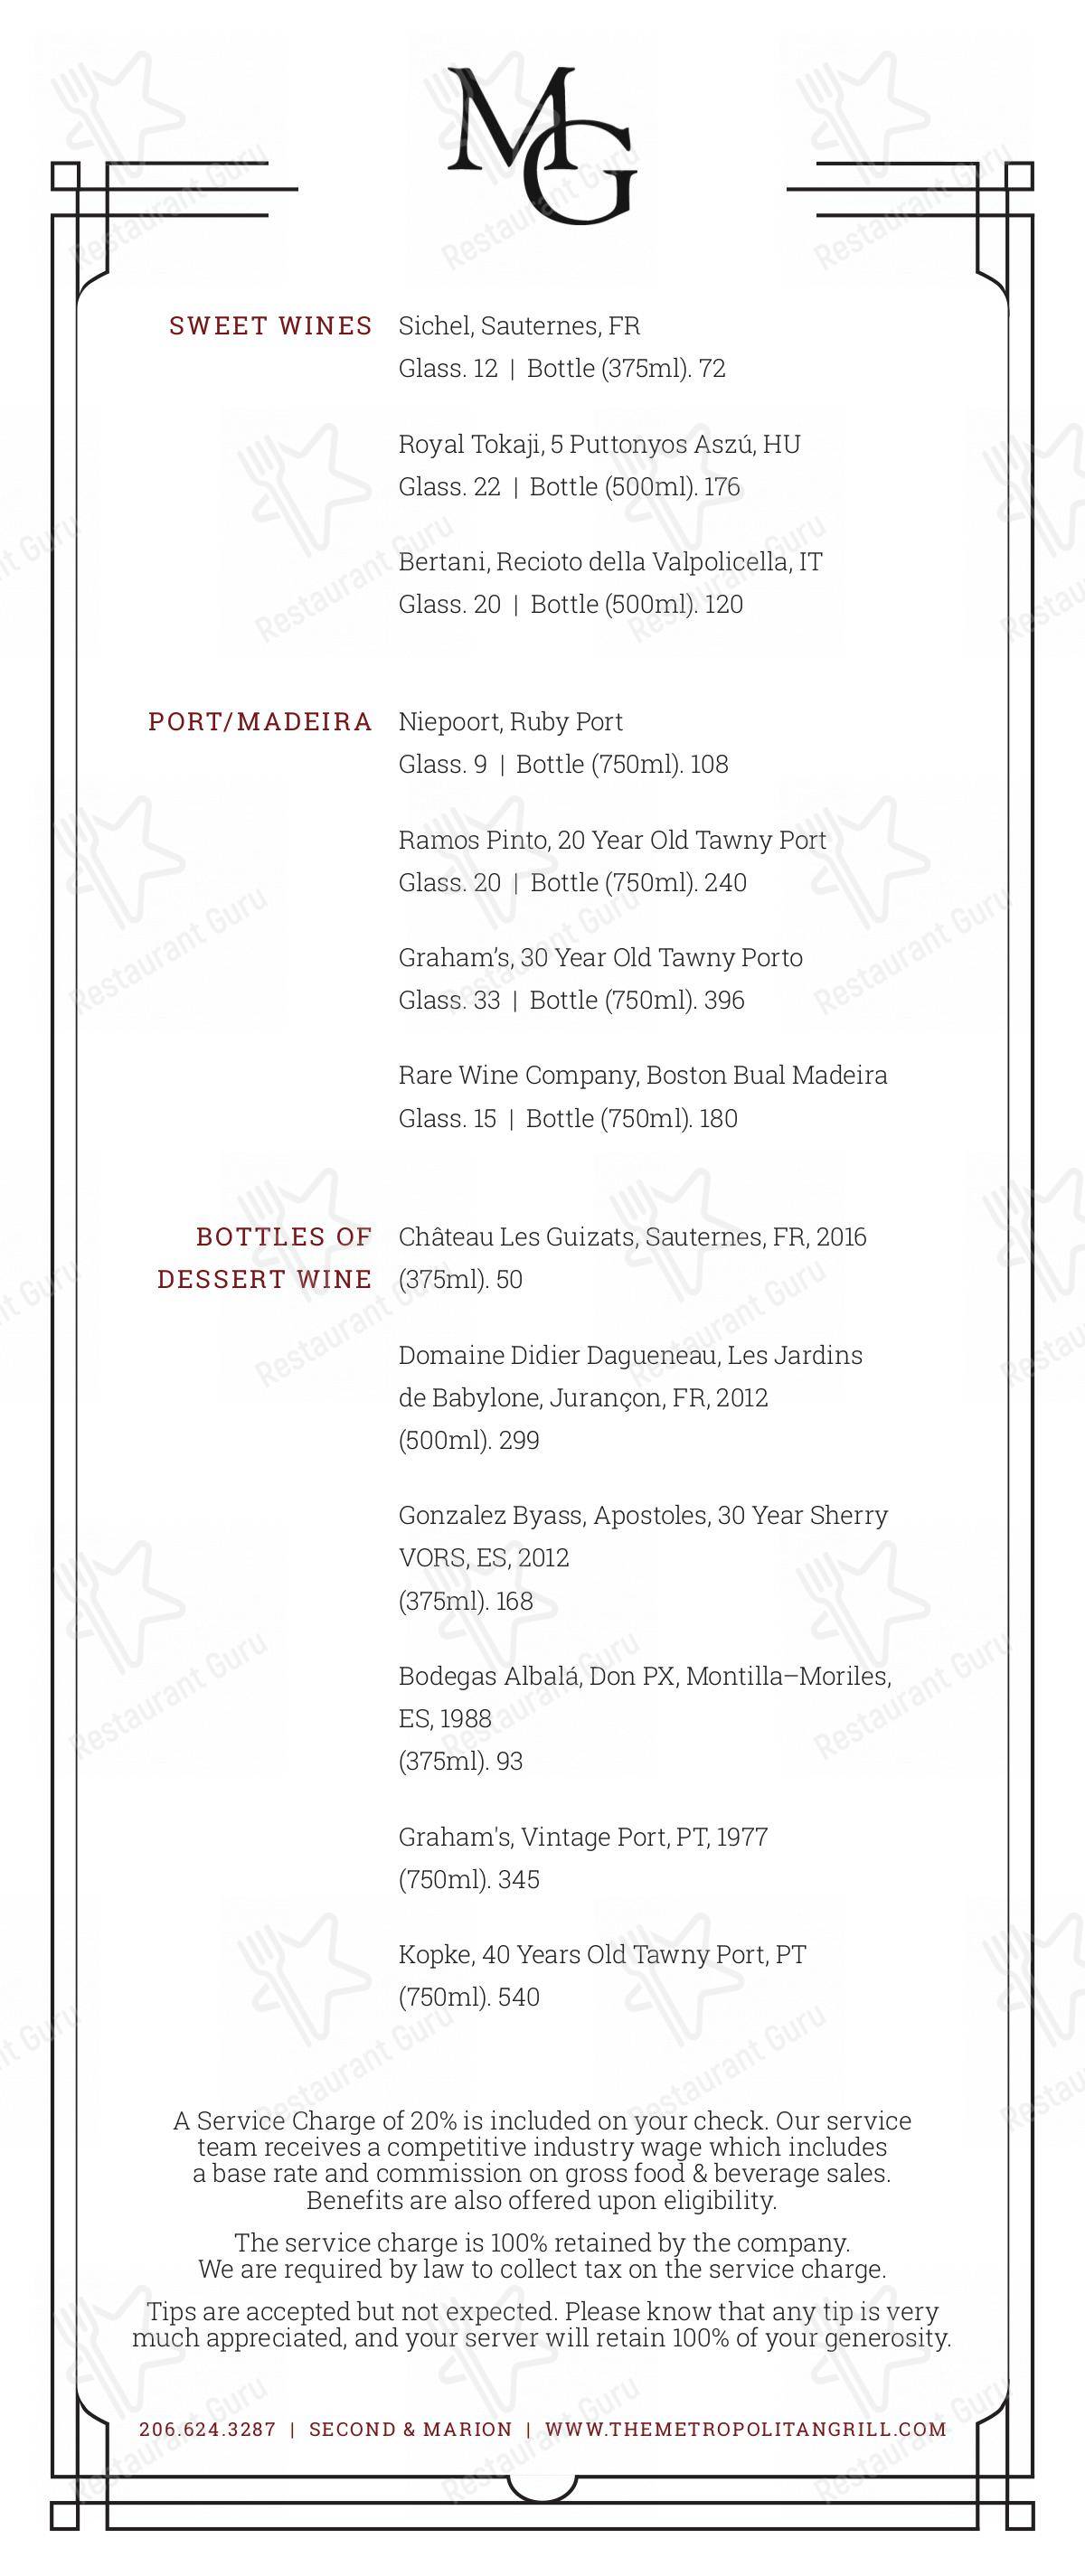 MG
SWEET WINES
Sichel, Sauternes, FR
Glass. 12 | Bottle (375ml). 72
Royal Tokaji, 5 Puttonyos Aszú, HU
Glass. 22 | Bottle (500ml). 176
Bertani, Recioto della Valpolicella, IT
Glass. 20 | Bottle (500ml). 120
PORT/MADEIRA
Niepoort, Ruby Port
Glass. 9 | Bottle (750ml). 108
Ramos Pinto, 20 Year Old Tawny Port
Glass. 20 | Bottle (750ml). 240
Graham’s, 30 Year Old Tawny Porto
Glass. 33 | Bottle (750ml). 396
Rare Wine Company, Boston Bual Madeira
Glass. 15 | Bottle (750ml). 180
BOTTLES OF
DESSERT WINE
Château Les Guizats, Sauternes, FR, 2016
(375ml). 50
Domaine Didier Dagueneau, Les Jardins
de Babylone, Jurançon, FR, 2012
(500ml). 299
Gonzalez Byass, Apostoles, 30 Year Sherry
VORS, ES, 2012
(375ml). 168
Bodegas Albalá, Don PX, Montilla–Moriles,
ES, 1988
(375ml). 93
Graham's, Vintage Port, PT, 1977
(750ml). 345
Kopke, 40 Years Old Tawny Port, PT
(750ml). 540
A Service Charge of 20% is included on your check. Our service
team receives a competitive industry wage which includes
a base rate and commission on gross food & beverage sales.
Benefits are also offered upon eligibility.
The service charge is 100% retained by the company.
We are required by law to collect tax on the service charge.
Tips are accepted but not expected. Please know that any tip is very
much appreciated, and your server will retain 100% of your generosity.
206.624.3287 | SECOND & MARION | WWW.THEMETROPOLITANGRILL.COM
Restaurant Guru